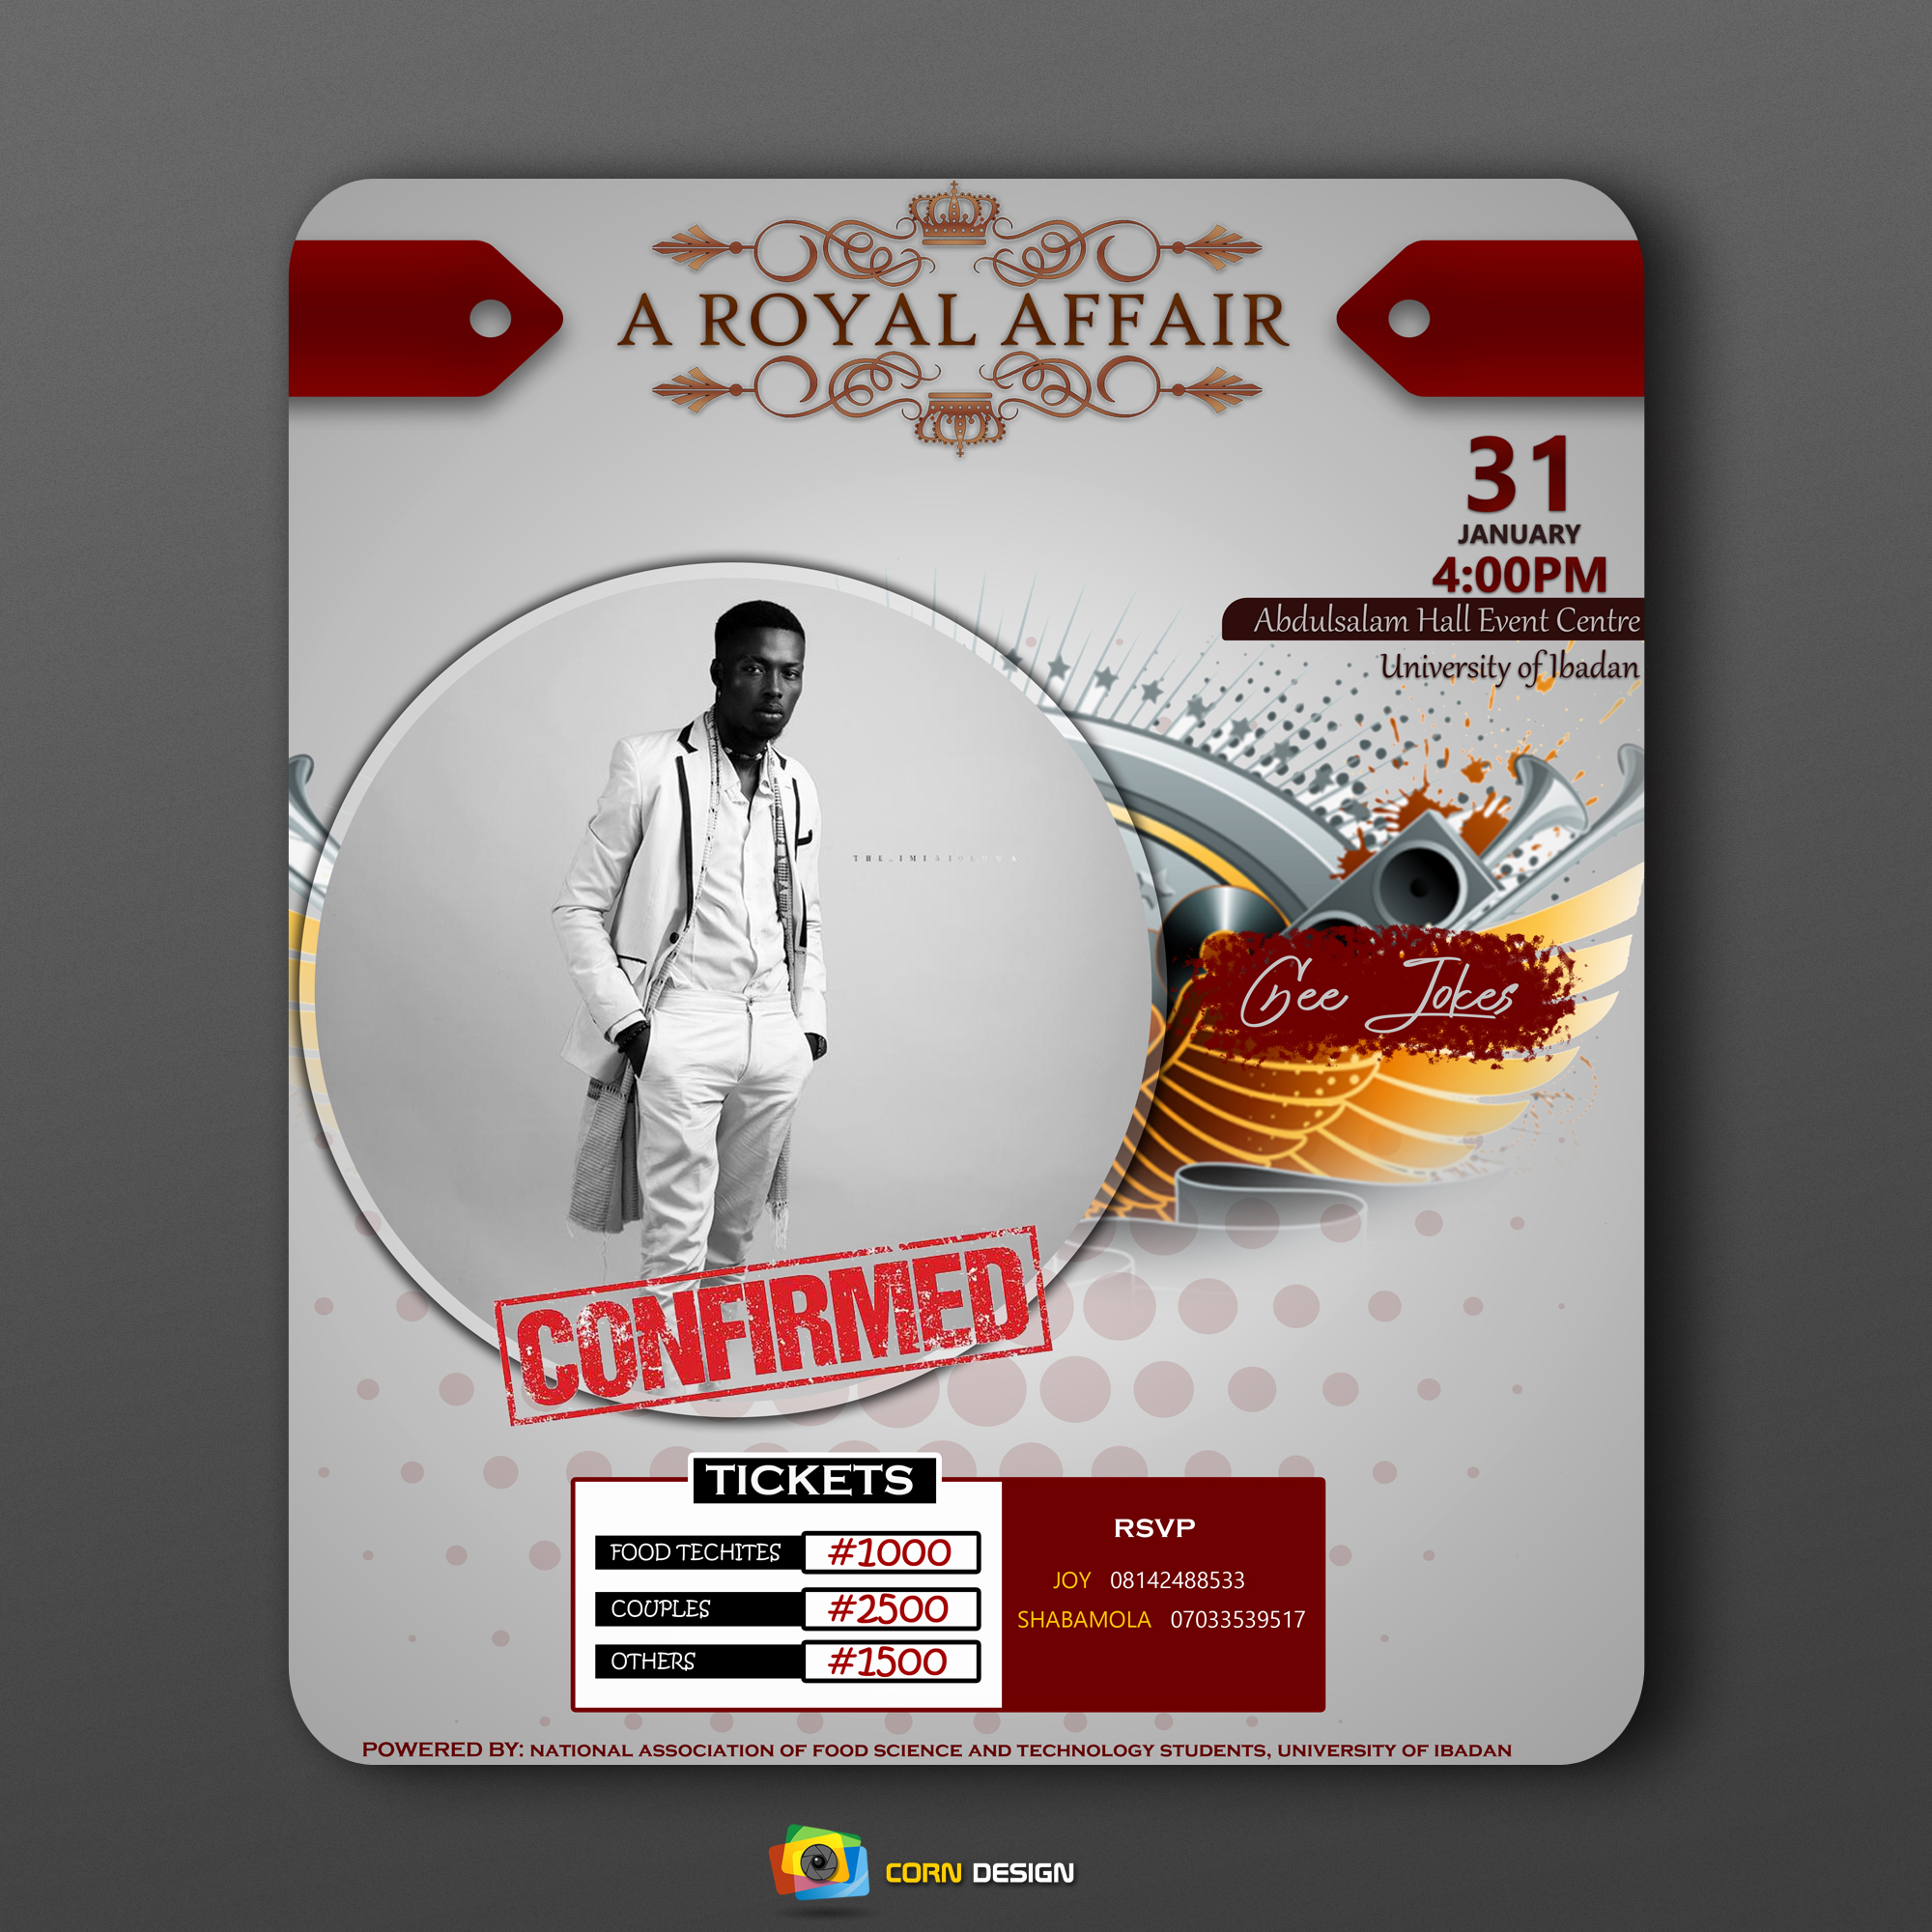 A ROYAL AFFAIR
31
JANUARY
4:00PM
Abdulsalam Hall Event Centre
University of Ibadan
Gee Jokes
CONFIRMED
TICKETS
FOOD TECHITES #1000
COUPLES #2500
OTHERS #1500
RSVP
JOY 08142488533
SHABAMOLA 07033539517
POWERED BY: NATIONAL ASSOCIATION OF FOOD SCIENCE AND TECHNOLOGY STUDENTS, UNIVERSITY OF IBADAN
CORN DESIGN